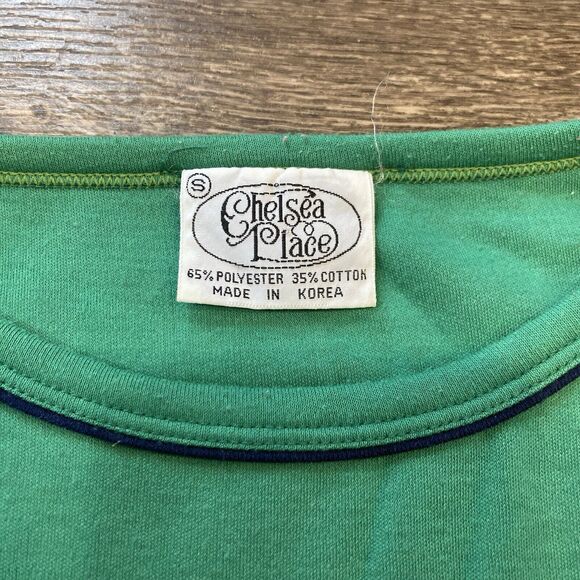 S
Chelsea
Place
65% POLYESTER 35% COTTON
MADE IN KOREA